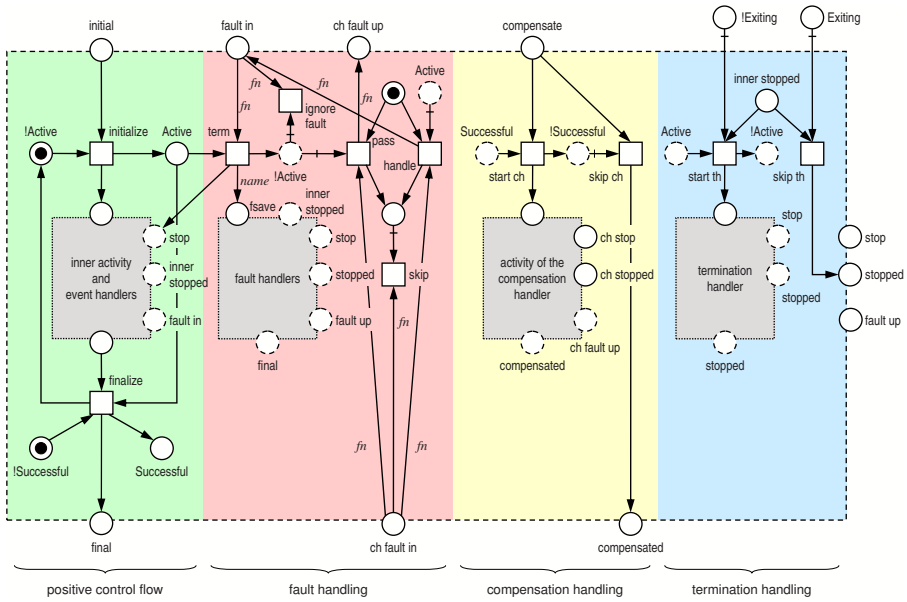 initial
fault in
ch fault up
compensate
!Exiting
Exiting
fn
fn
fn
fn
Active
inner stopped
ignore
fault
!Active
initialize
Active
term
pass
handle
Successful
!Successful
Active
!Active
name
!Active
start ch
skip ch
start th
skip th
fsave
inner
stopped
stop
inner activity
and
event handlers
inner
stopped
fault in
fault handlers
stop
stopped
fault up
final
skip
fn
activity of the
compensation
handler
ch stop
ch stopped
ch fault up
compensated
termination
handler
stop
stopped
stopped
stop
stopped
fault up
finalize
!Successful
Successful
fn
fn
final
ch fault in
compensated
positive control flow
fault handling
compensation handling
termination handling